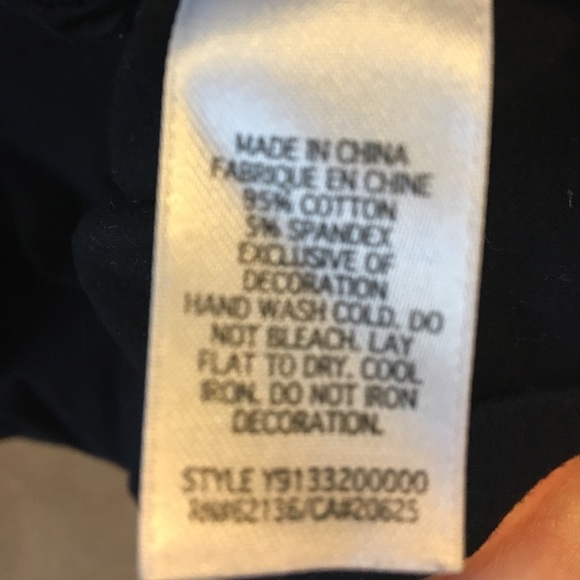 MADE IN CHINA
FABRIQUE EN CHINE
95% COTTON
5% SPANDEX
EXCLUSIVE OF
DECORATION
HAND WASH COLD. DO
NOT BLEACH. LAY
FLAT TO DRY. COOL
IRON. DO NOT IRON
DECORATION.
STYLE Y9133200000
RN#62136/CA#20625